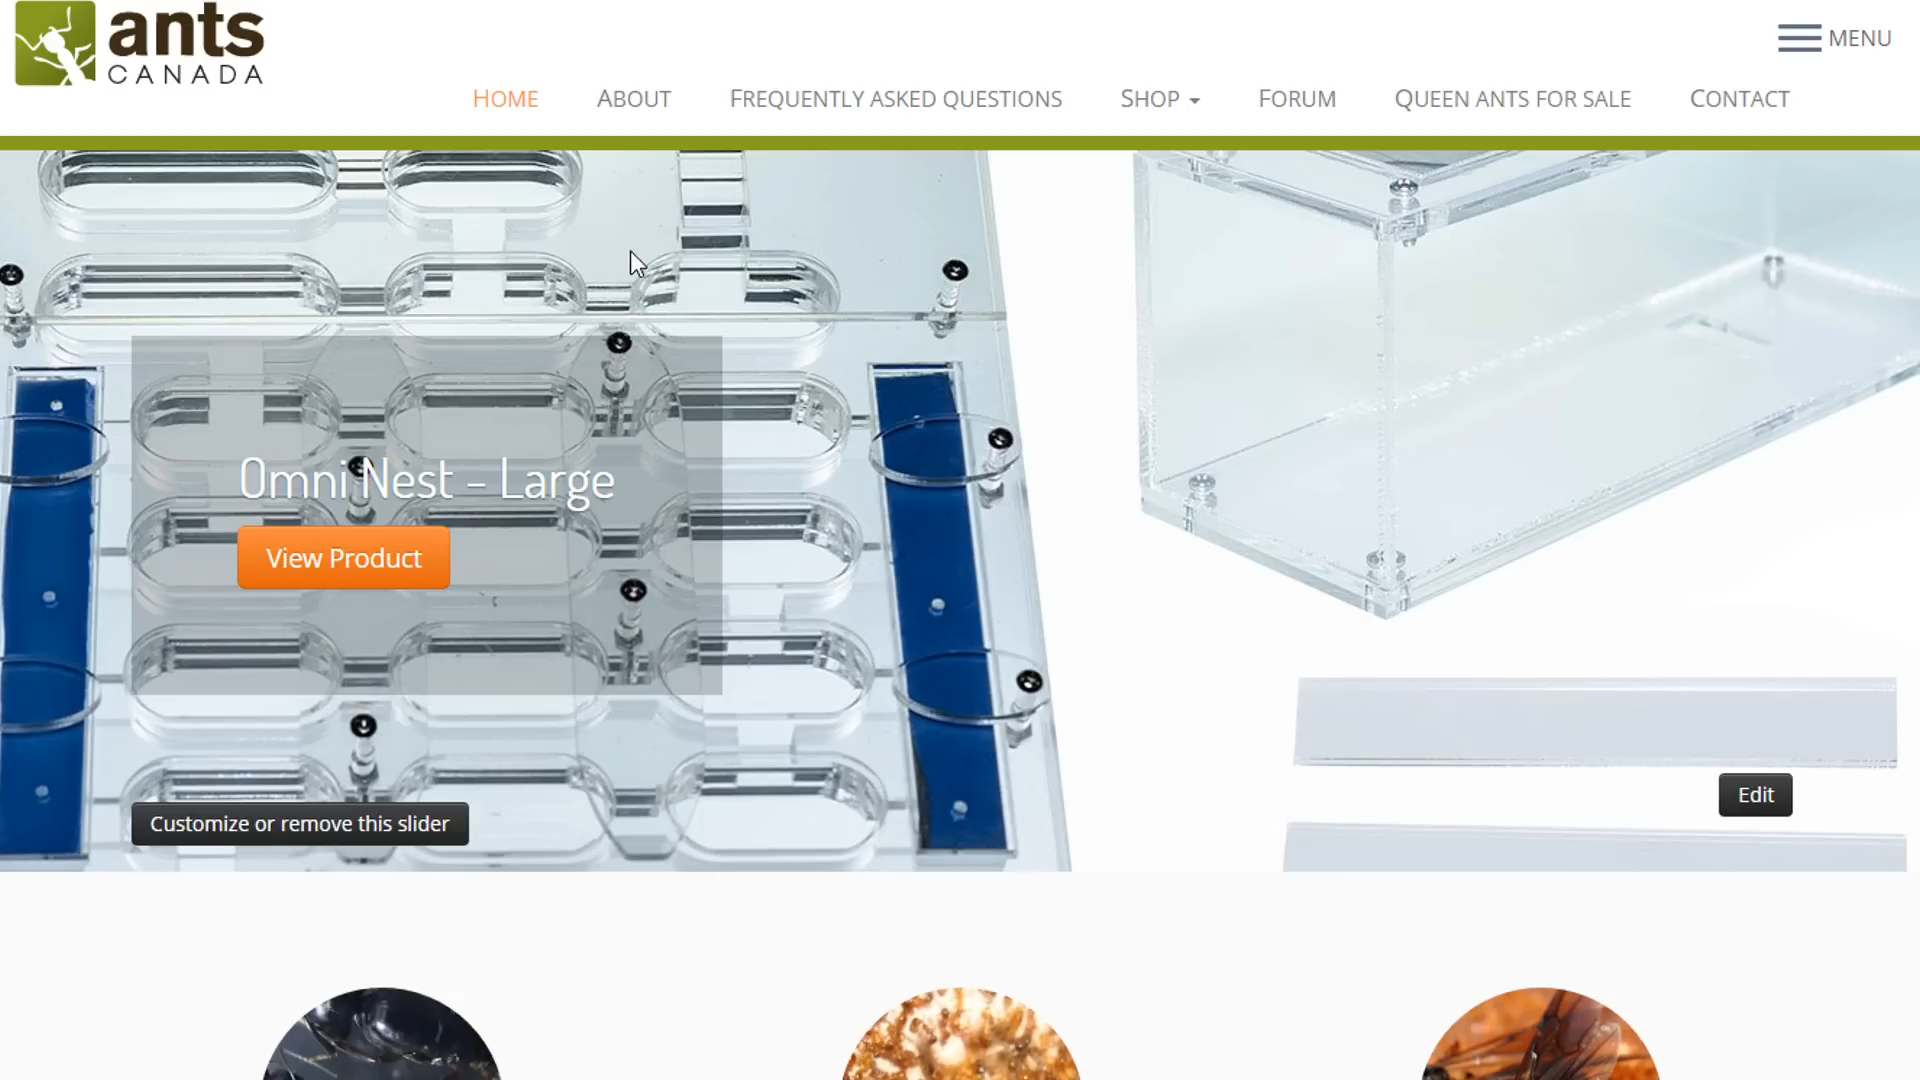 ants
CANADA
MENU
HOME ABOUT FREQUENTLY ASKED QUESTIONS SHOP FORUM QUEEN ANTS FOR SALE CONTACT
Omni Nest - Large
View Product
Edit
Customize or remove this slider